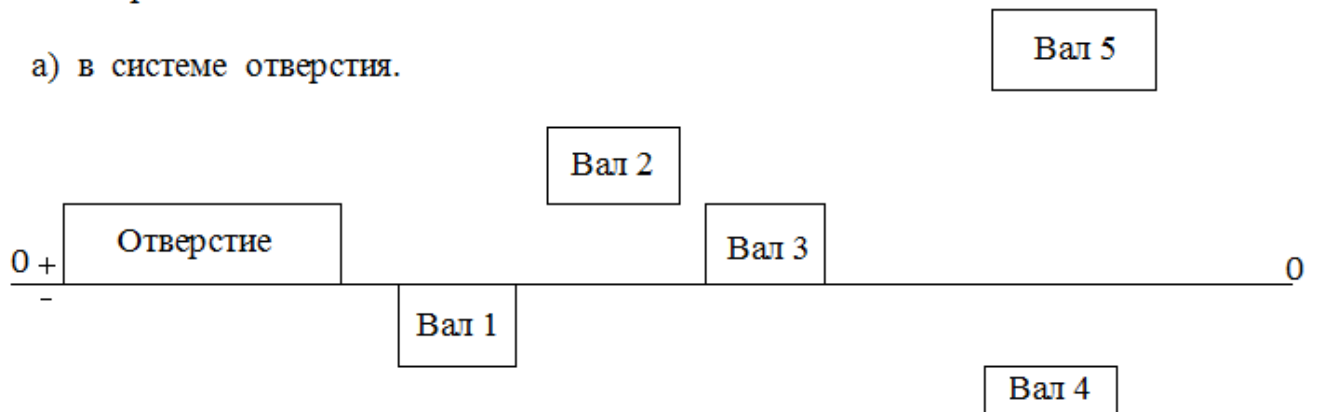 а) в системе отверстия.
Вал 5
Вал 2
Отверстие
Вал 3
0 +
0
-
Вал 1
Вал 4